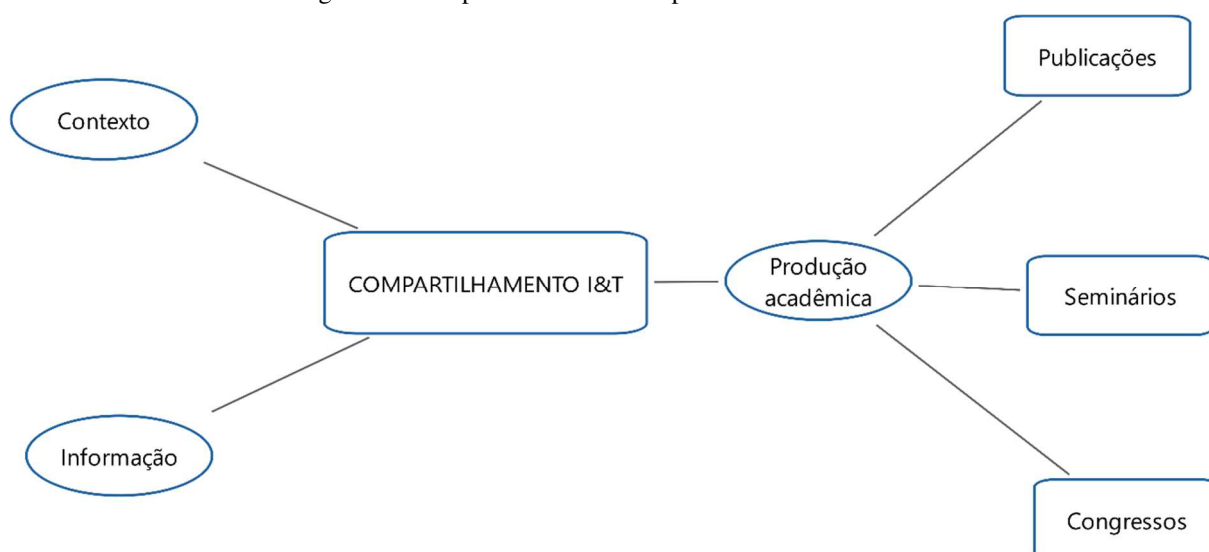 Publicações
Contexto
COMPARTILHAMENTO I&T
Produção
acadêmica
Seminários
Informação
Congressos